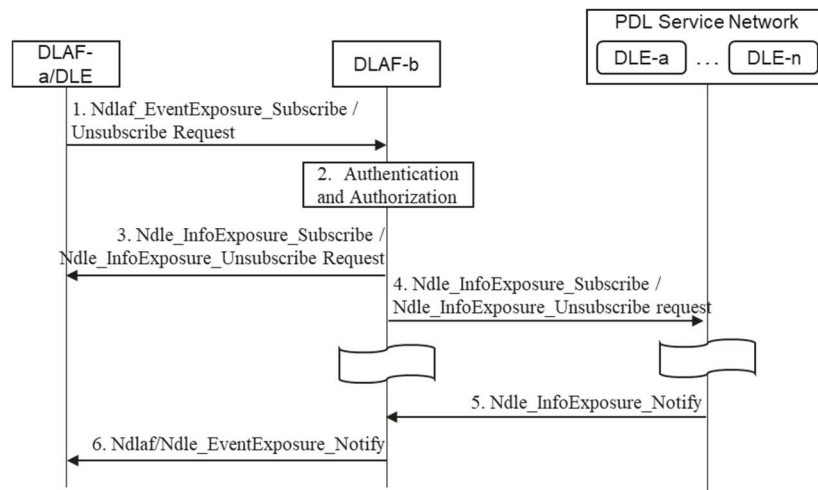 PDL Service Network
DLAF-
a/DLE
DLAF-b
DLE-a
...
DLE-n
1. Ndlaf_EventExposure_Subscribe /
Unsubscribe Request
2. Authentication
and Authorization
3. Ndle_InfoExposure_Subscribe /
Ndle_InfoExposure_Unsubscribe Request
4. Ndle_InfoExposure_Subscribe /
Ndle_InfoExposure_Unsubscribe request
5. Ndle_InfoExposure_Notify
6. Ndlaf/Ndle_EventExposure_Notify